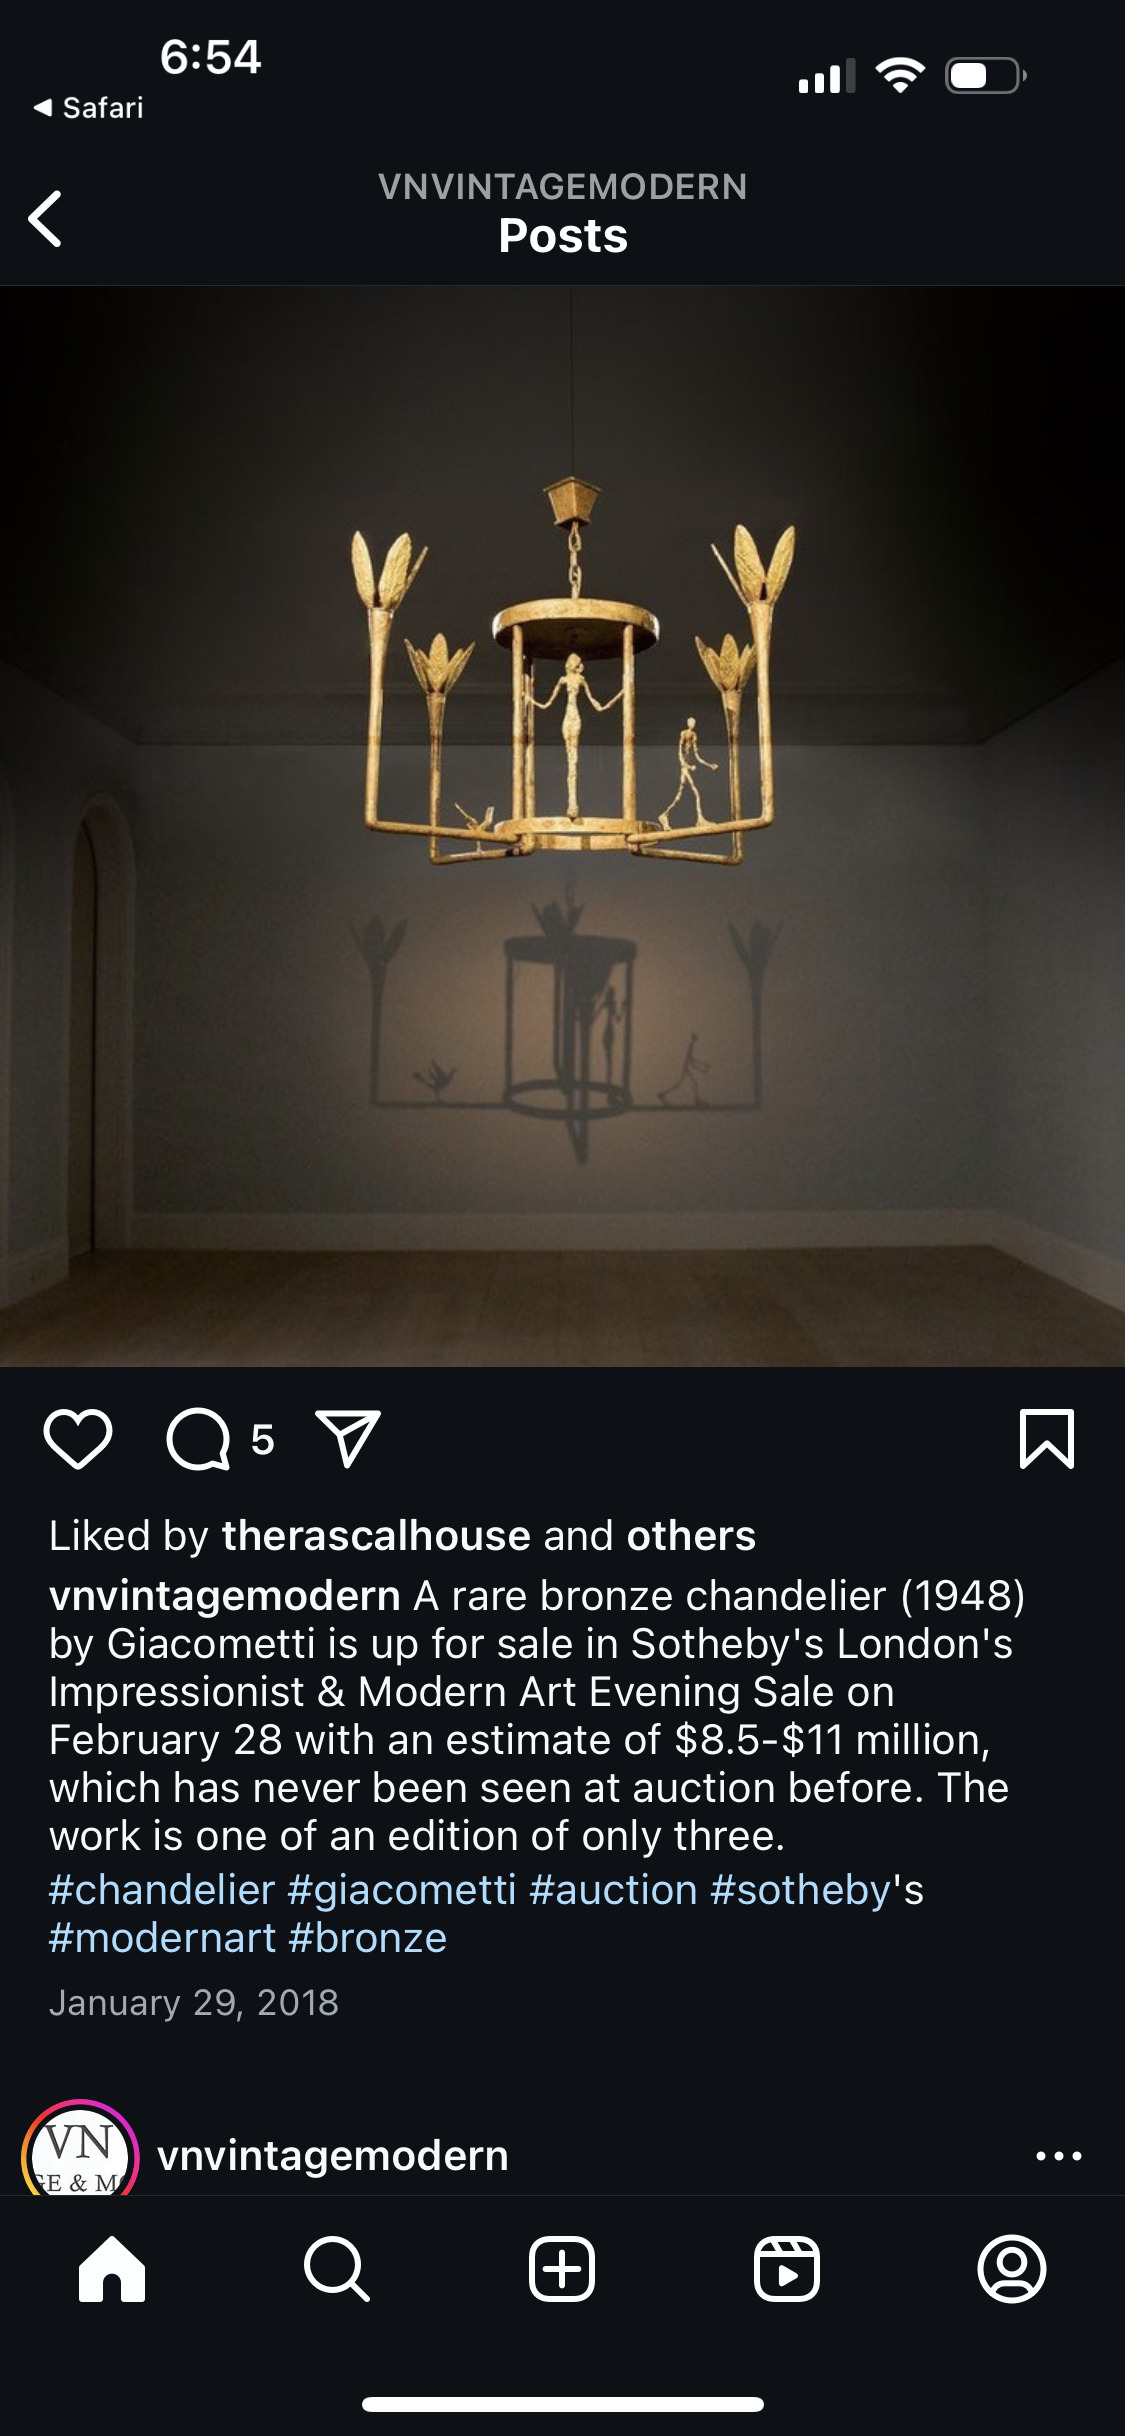 6:54
◀ Safari
VNVINTAGEMODERN
Posts
5
Liked by therascalhouse and others
vnvintagemodern A rare bronze chandelier (1948)
by Giacometti is up for sale in Sotheby's London's
Impressionist & Modern Art Evening Sale on
February 28 with an estimate of $8.5-$11 million,
which has never been seen at auction before. The
work is one of an edition of only three.
#chandelier #giacometti #auction #sotheby's
#modernart #bronze
January 29, 2018
VN
GE & MO
vnvintagemodern